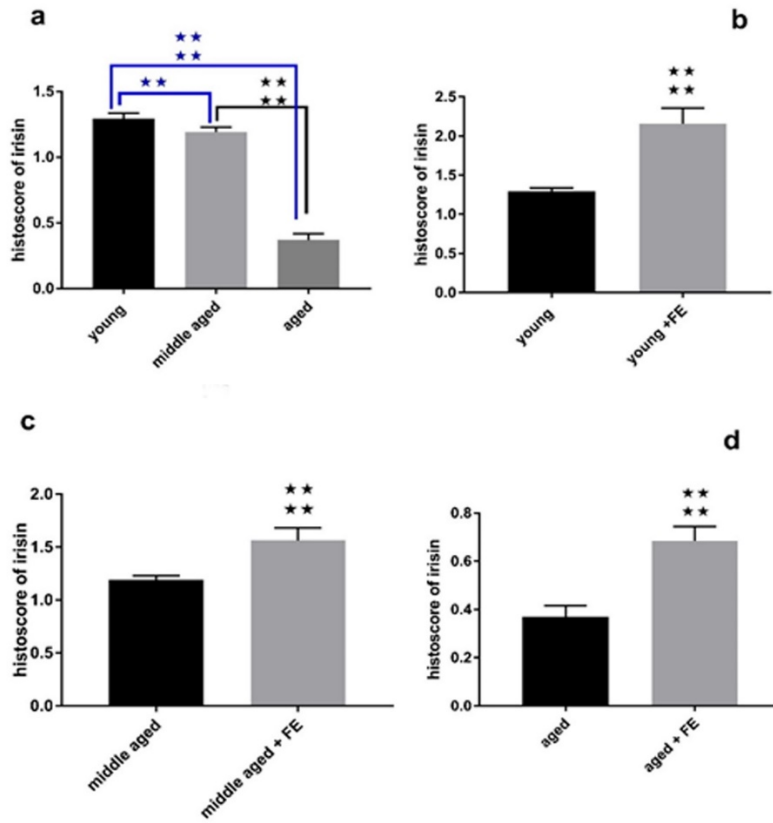 a
★★
★★
★★
★★
★★
histoscore of irisin
1.5
1.0
0.5
0.0
young
middle aged
aged
b
★★
★★
histoscore of irisin
2.5
2.0
1.5
1.0
0.5
0.0
young
young +FE
c
★★
★★
histoscore of irisin
2.0
1.5
1.0
0.5
0.0
middle aged
middle aged + FE
d
★★
★★
histoscore of irisin
0.8
0.6
0.4
0.2
0.0
aged
aged + FE